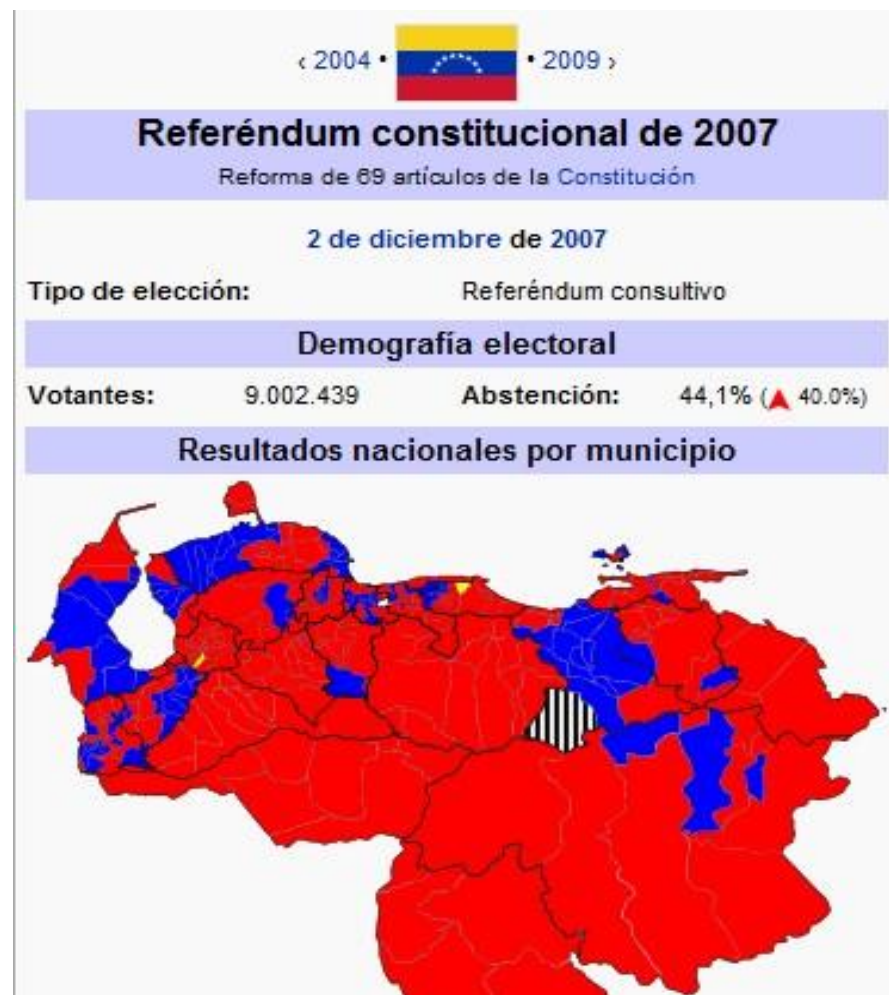 ‹ 2004 • • 2009 ›
Referéndum constitucional de 2007
Reforma de 69 artículos de la Constitución
2 de diciembre de 2007
Tipo de elección: Referéndum consultivo
Demografía electoral
Votantes: 9.002.439 Abstención: 44,1% (▲ 40.0%)
Resultados nacionales por municipio